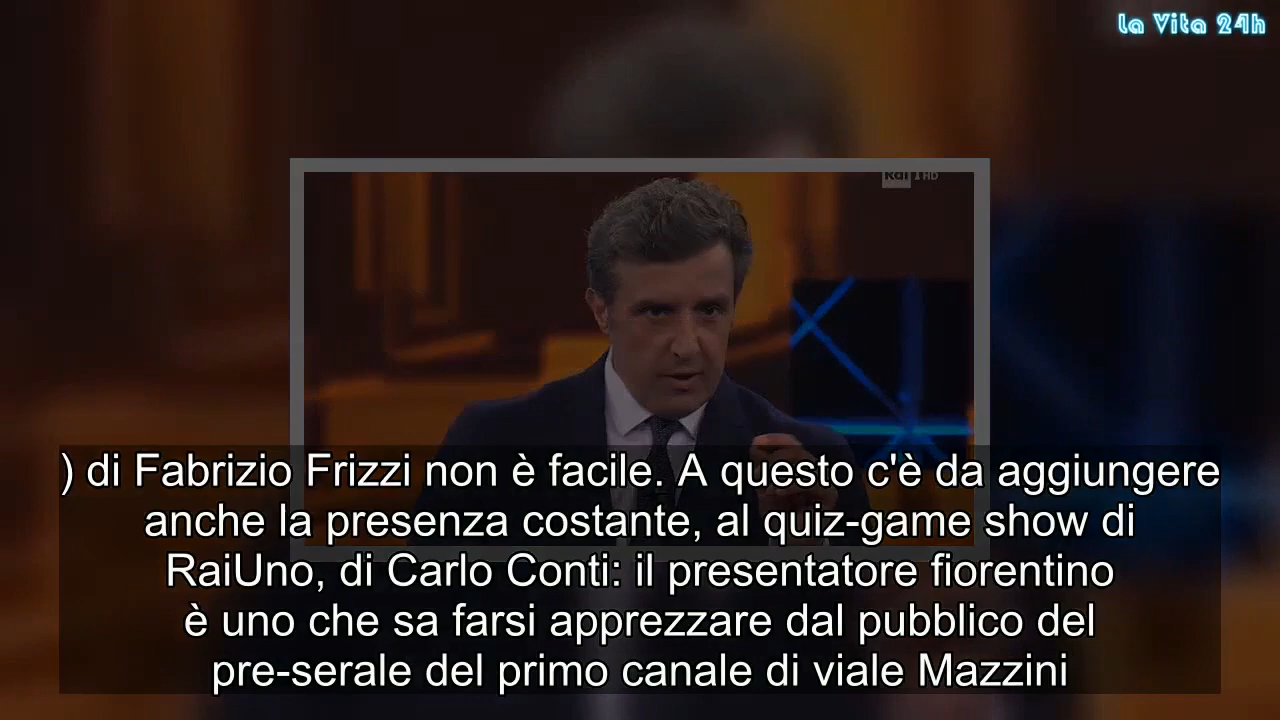 La Vita 24h
Rai 1 HD
) di Fabrizio Frizzi non è facile. A questo c'è da aggiungere
anche la presenza costante, al quiz-game show di
RaiUno, di Carlo Conti: il presentatore fiorentino
è uno che sa farsi apprezzare dal pubblico del
pre-serale del primo canale di viale Mazzini